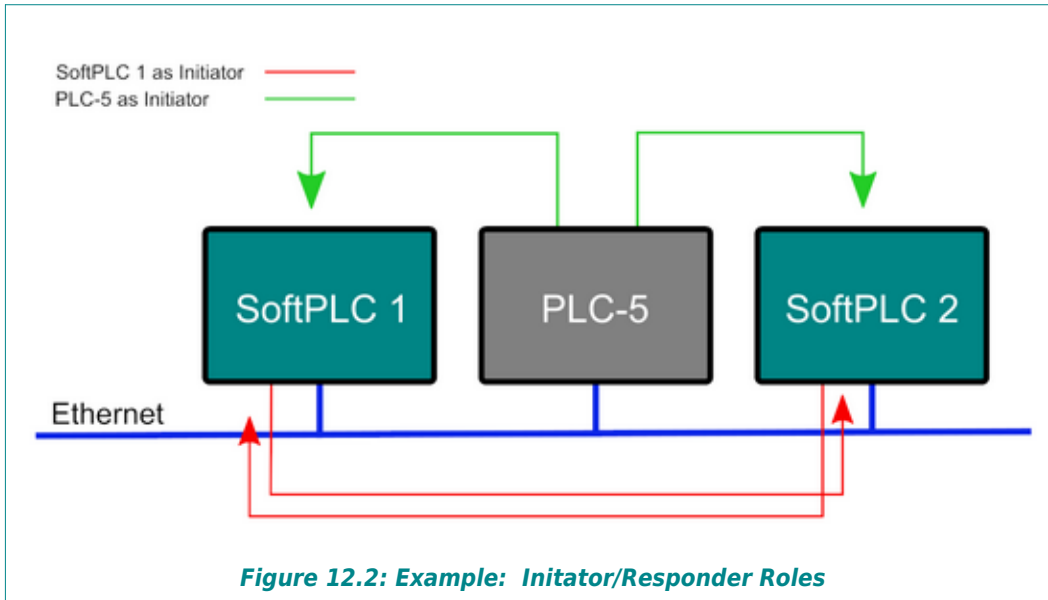 SoftPLC 1 as Initiator
PLC-5 as Initiator
SoftPLC 1
PLC-5
SoftPLC 2
Ethernet
Figure 12.2: Example: Initator/Responder Roles